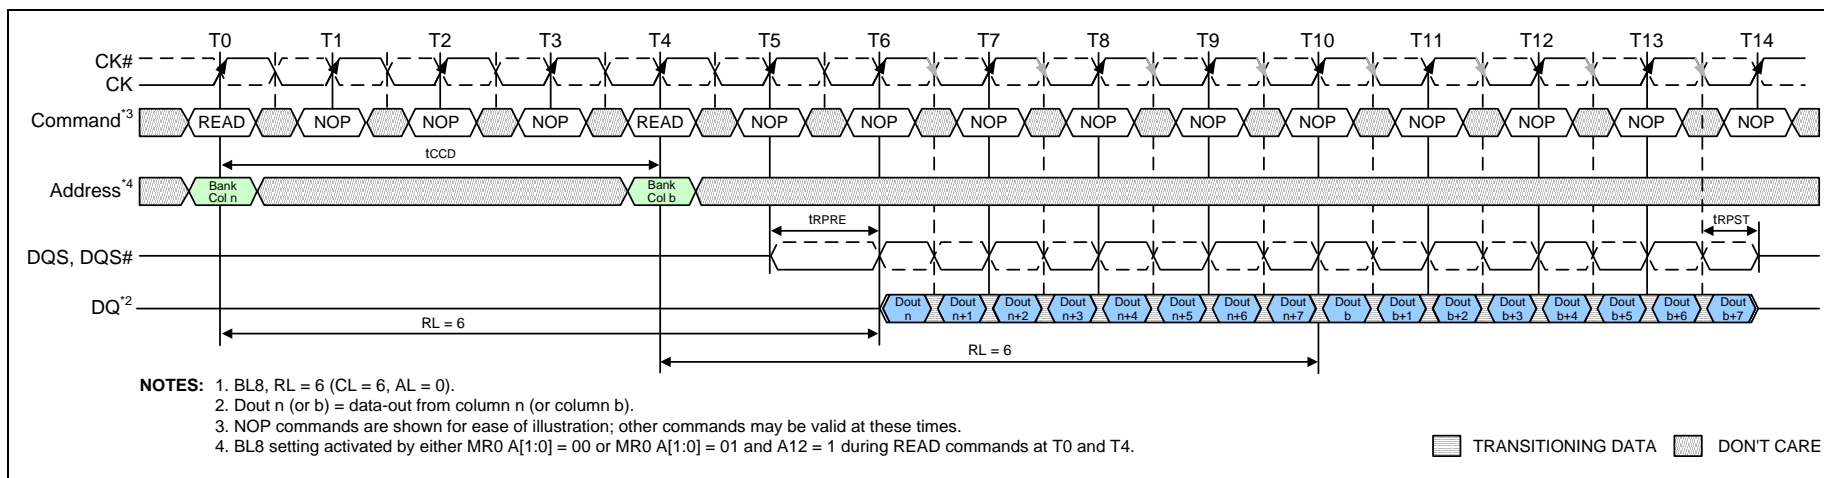 T0 T1 T2 T3 T4 T5 T6 T7 T8 T9 T10 T11 T12 T13 T14
CK#
CK
Command*3 READ NOP NOP NOP READ NOP NOP NOP NOP NOP NOP NOP NOP NOP NOP
tCCD
Address*4 Bank Col n Bank Col b
tRPRE tRPST
DQS, DQS#
DQ*2 Dout n Dout n+1 Dout n+2 Dout n+3 Dout n+4 Dout n+5 Dout n+6 Dout n+7 Dout b Dout b+1 Dout b+2 Dout b+3 Dout b+4 Dout b+5 Dout b+6 Dout b+7
RL = 6
RL = 6
NOTES: 1. BL8, RL = 6 (CL = 6, AL = 0).
2. Dout n (or b) = data-out from column n (or column b).
3. NOP commands are shown for ease of illustration; other commands may be valid at these times.
4. BL8 setting activated by either MR0 A[1:0] = 00 or MR0 A[1:0] = 01 and A12 = 1 during READ commands at T0 and T4.
TRANSITIONING DATA DON'T CARE